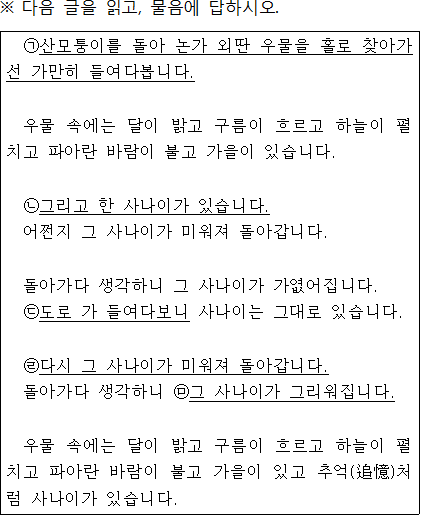 ※ 다음 글을 읽고, 물음에 답하시오.
㉠산모퉁이를 돌아 논가 외딴 우물을 홀로 찾아가
선 가만히 들여다봅니다.
우물 속에는 달이 밝고 구름이 흐르고 하늘이 펼
치고 파아란 바람이 불고 가을이 있습니다.
㉡그리고 한 사나이가 있습니다.
어쩐지 그 사나이가 미워져 돌아갑니다.
돌아가다 생각하니 그 사나이가 가엾어집니다.
㉢도로 가 들여다보니 사나이는 그대로 있습니다.
㉣다시 그 사나이가 미워져 돌아갑니다.
돌아가다 생각하니 ㉤그 사나이가 그리워집니다.
우물 속에는 달이 밝고 구름이 흐르고 하늘이 펼
치고 파아란 바람이 불고 가을이 있고 추억(追憶)처
럼 사나이가 있습니다.